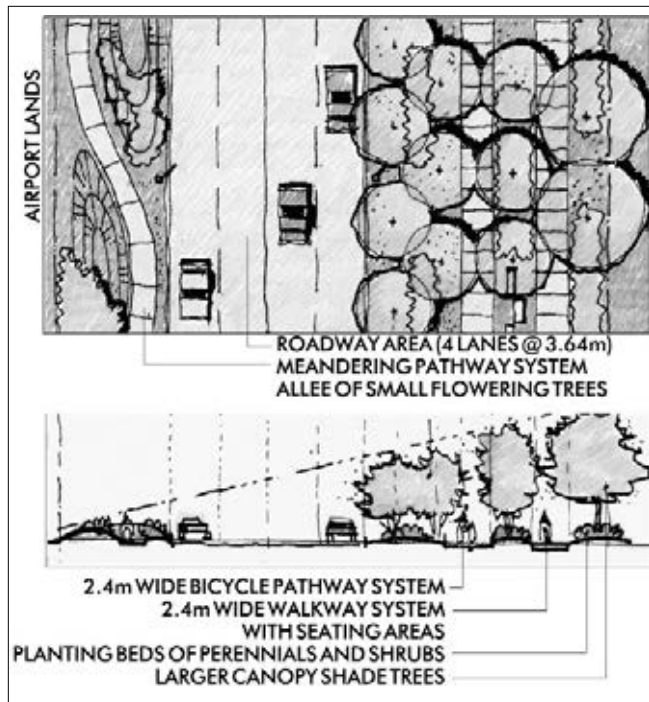 AIRPORT LANDS
ROADWAY AREA (4 LANES @ 3.64m)
MEANDERING PATHWAY SYSTEM
ALLEE OF SMALL FLOWERING TREES
2.4m WIDE BICYCLE PATHWAY SYSTEM
2.4m WIDE WALKWAY SYSTEM
WITH SEATING AREAS
PLANTING BEDS OF PERENNIALS AND SHRUBS
LARGER CANOPY SHADE TREES